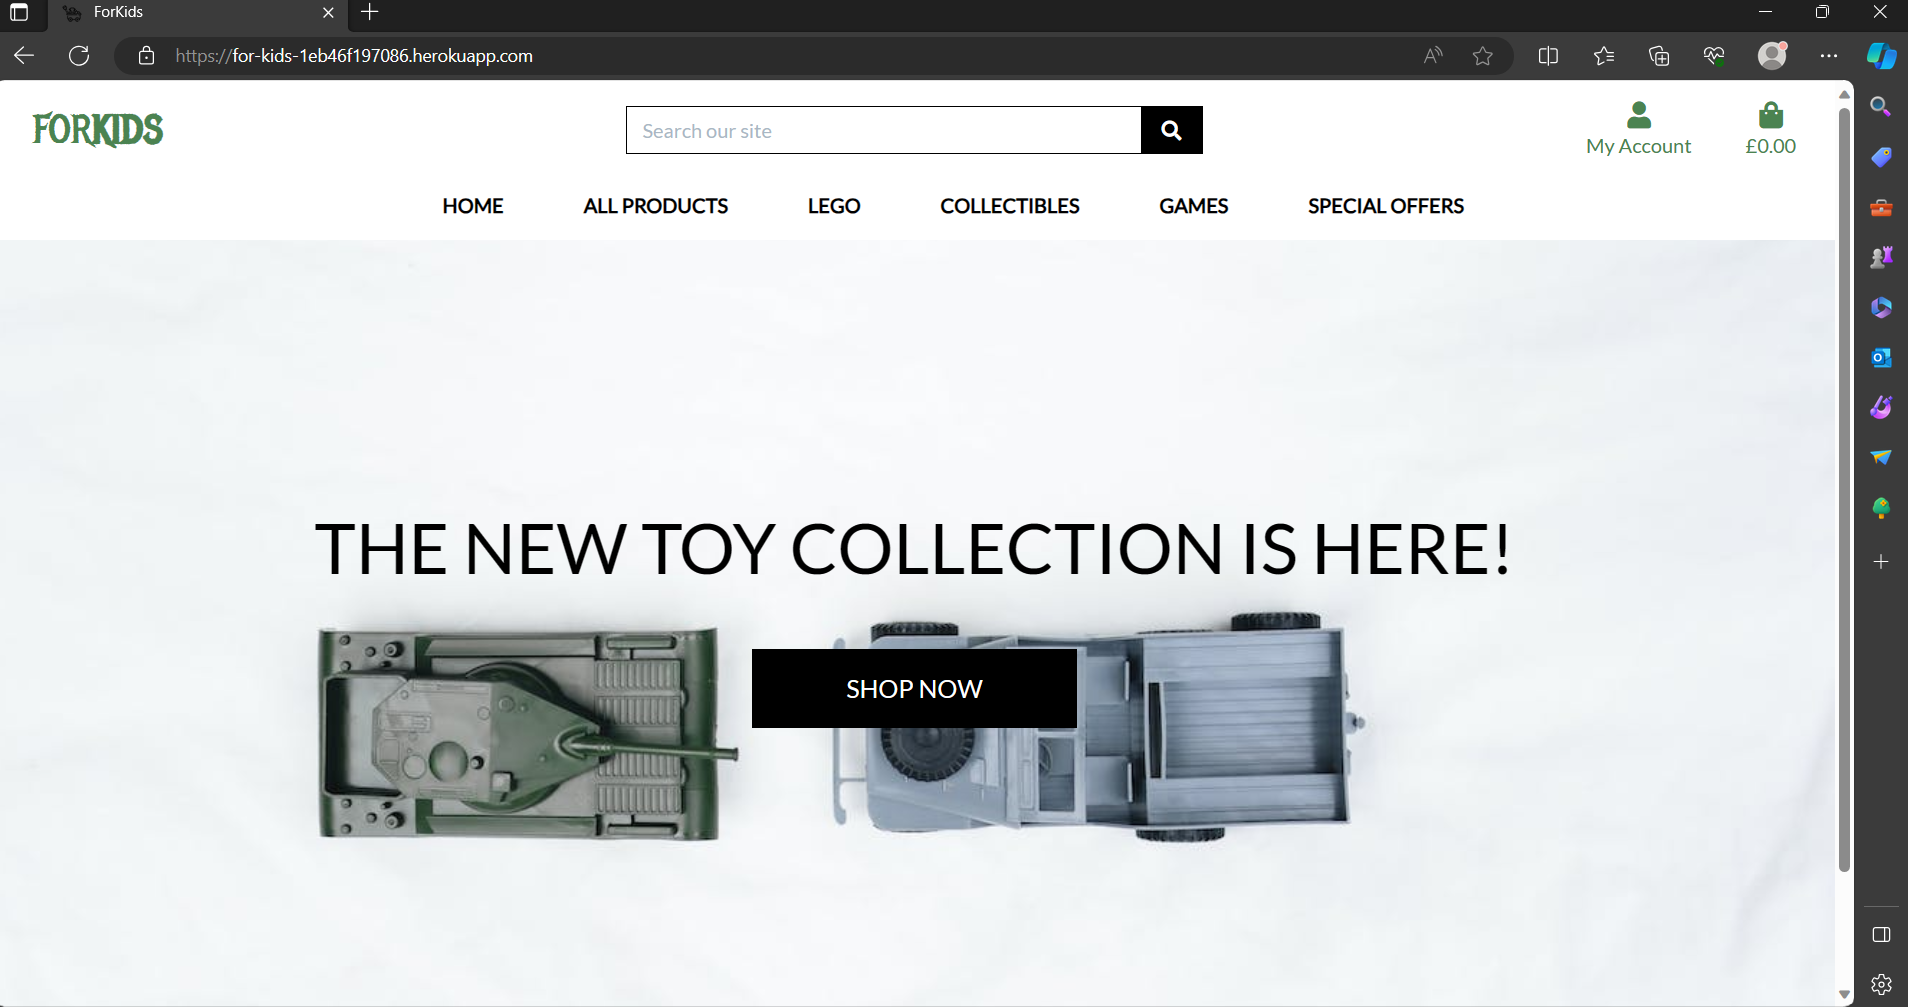 ForKids
https://for-kids-1eb46f197086.herokuapp.com
FORKIDS
Search our site
My Account
£0.00
HOME
ALL PRODUCTS
LEGO
COLLECTIBLES
GAMES
SPECIAL OFFERS
THE NEW TOY COLLECTION IS HERE!
SHOP NOW